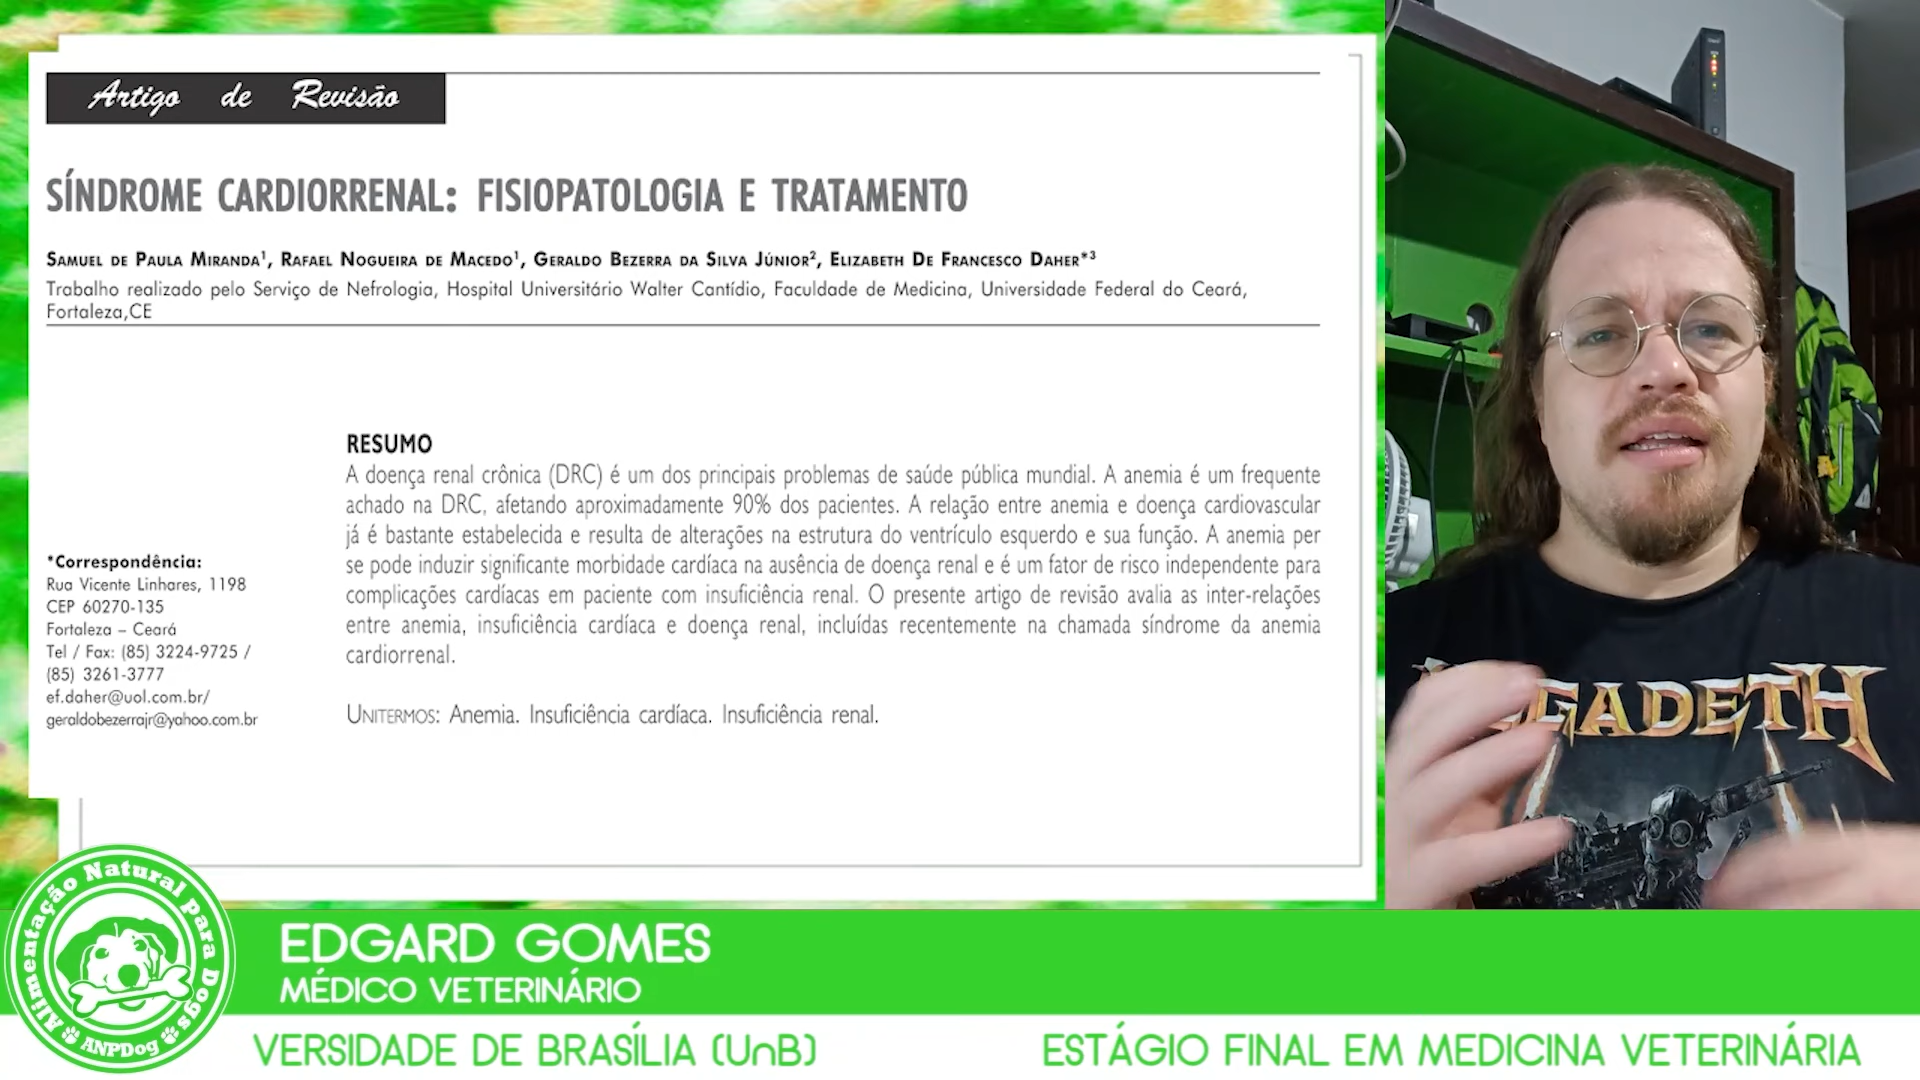 Artigo de Revisão
SÍNDROME CARDIORRENAL: FISIOPATOLOGIA E TRATAMENTO
SAMUEL DE PAULA MIRANDA¹, RAFAEL NOGUEIRA DE MACEDO¹, GERALDO BEZERRA DA SILVA JÚNIOR², ELIZABETH DE FRANCESCO DAHER*³
Trabalho realizado pelo Serviço de Nefrologia, Hospital Universitário Walter Cantídio, Faculdade de Medicina, Universidade Federal do Ceará,
Fortaleza,CE
RESUMO
A doença renal crônica (DRC) é um dos principais problemas de saúde pública mundial. A anemia é um frequente
achado na DRC, afetando aproximadamente 90% dos pacientes. A relação entre anemia e doença cardiovascular
já é bastante estabelecida e resulta de alterações na estrutura do ventrículo esquerdo e sua função. A anemia per
se pode induzir significante morbidade cardíaca na ausência de doença renal e é um fator de risco independente para
complicações cardíacas em paciente com insuficiência renal. O presente artigo de revisão avalia as inter-relações
entre anemia, insuficiência cardíaca e doença renal, incluídas recentemente na chamada síndrome da anemia
cardiorrenal.
UNITERMOS: Anemia. Insuficiência cardíaca. Insuficiência renal.
*Correspondência:
Rua Vicente Linhares, 1198
CEP 60270-135
Fortaleza – Ceará
Tel / Fax: (85) 3224-9725 /
(85) 3261-3777
ef.daher@uol.com.br/
geraldobezerrajr@yahoo.com.br
EGADETH
Alimentação Natural para Dogs
ANPDog
EDGARD GOMES
MÉDICO VETERINÁRIO
VERSIDADE DE BRASÍLIA (UnB)
ESTÁGIO FINAL EM MEDICINA VETERINÁRIA